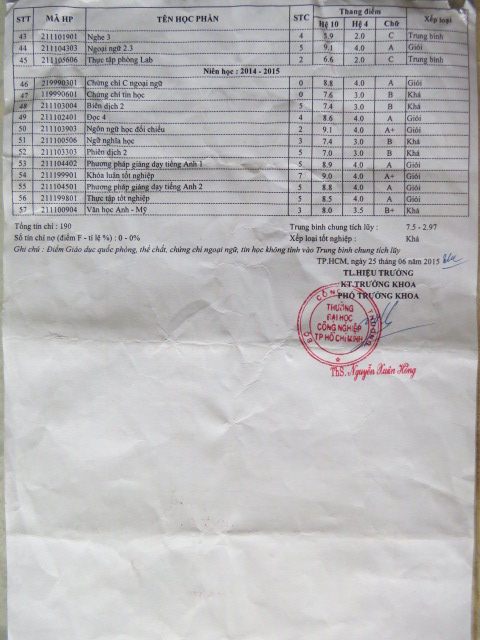 STT MÃ HP TÊN HỌC PHẦN STC Thang điểm Xếp loại
Hệ 10 Hệ 4 Chữ
43 211101901 Nghe 3 4 5.9 2.0 C Trung bình
44 211104303 Ngoại ngữ 2.3 5 9.1 4.0 A Giỏi
45 211105606 Thực tập phòng Lab 2 6.6 2.0 C Trung bình
Niên học : 2014 - 2015
46 219990301 Chứng chỉ C ngoại ngữ 0 8.8 4.0 A Giỏi
47 119990601 Chứng chỉ tin học 0 7.6 3.0 B Khá
48 211103004 Biên dịch 2 5 7.4 3.0 B Khá
49 211102401 Đọc 4 4 8.6 4.0 A Giỏi
50 211103903 Ngôn ngữ học đối chiếu 2 9.1 4.0 A+ Giỏi
51 211100506 Ngữ nghĩa học 3 7.4 3.0 B Khá
52 211103303 Phiên dịch 2 5 7.0 3.0 B Khá
53 211104402 Phương pháp giảng dạy tiếng Anh 1 5 8.9 4.0 A Giỏi
54 211199901 Khóa luận tốt nghiệp 7 9.0 4.0 A+ Giỏi
55 211104501 Phương pháp giảng dạy tiếng Anh 2 5 8.8 4.0 A Giỏi
56 211199801 Thực tập tốt nghiệp 5 8.5 4.0 A Giỏi
57 211100904 Văn học Anh - Mỹ 3 8.0 3.5 B+ Khá
Tổng tín chỉ : 190 Trung bình chung tích lũy : 7.5 - 2.97
Số tín chỉ nợ (điểm F - tỉ lệ %) : 0 - 0% Xếp loại tốt nghiệp : Khá
Ghi chú : Điểm Giáo dục quốc phòng, thể chất, chứng chỉ ngoại ngữ, tin học không tính vào Trung bình chung tích lũy
TP.HCM, ngày 25 tháng 06 năm 2015
TL.HIỆU TRƯỞNG
KT.TRƯỞNG KHOA
PHÓ TRƯỞNG KHOA
BỘ CÔNG THƯƠNG
TRƯỜNG
ĐẠI HỌC
CÔNG NGHIỆP
TP HỒ CHÍ MINH
ThS. Nguyễn Xuân Hồng